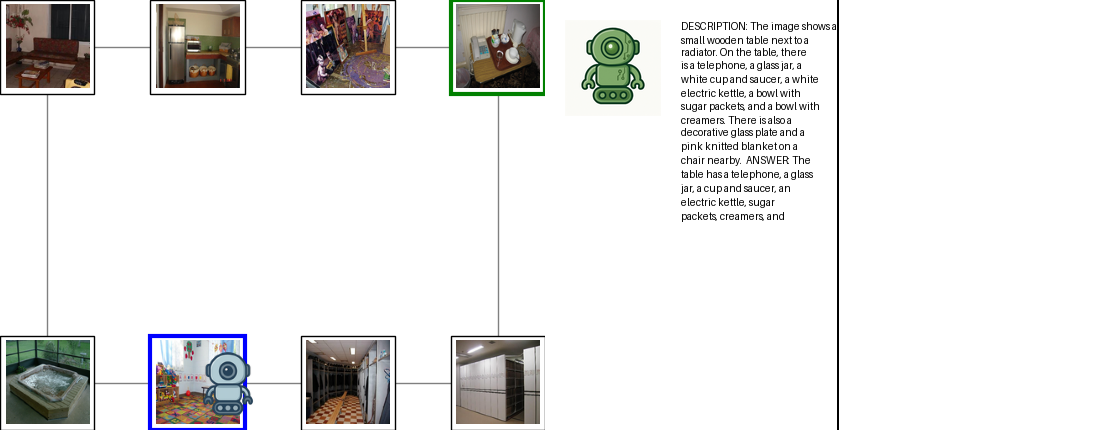 DESCRIPTION: The image shows a
small wooden table next to a
radiator. On the table, there
is a telephone, a glass jar, a
white cup and saucer, a white
electric kettle, a bowl with
sugar packets, and a bowl with
creamers. There is also a
decorative glass plate and a
pink knitted blanket on a
chair nearby. ANSWER: The
table has a telephone, a glass
jar, a cup and saucer, an
electric kettle, sugar
packets, creamers, and